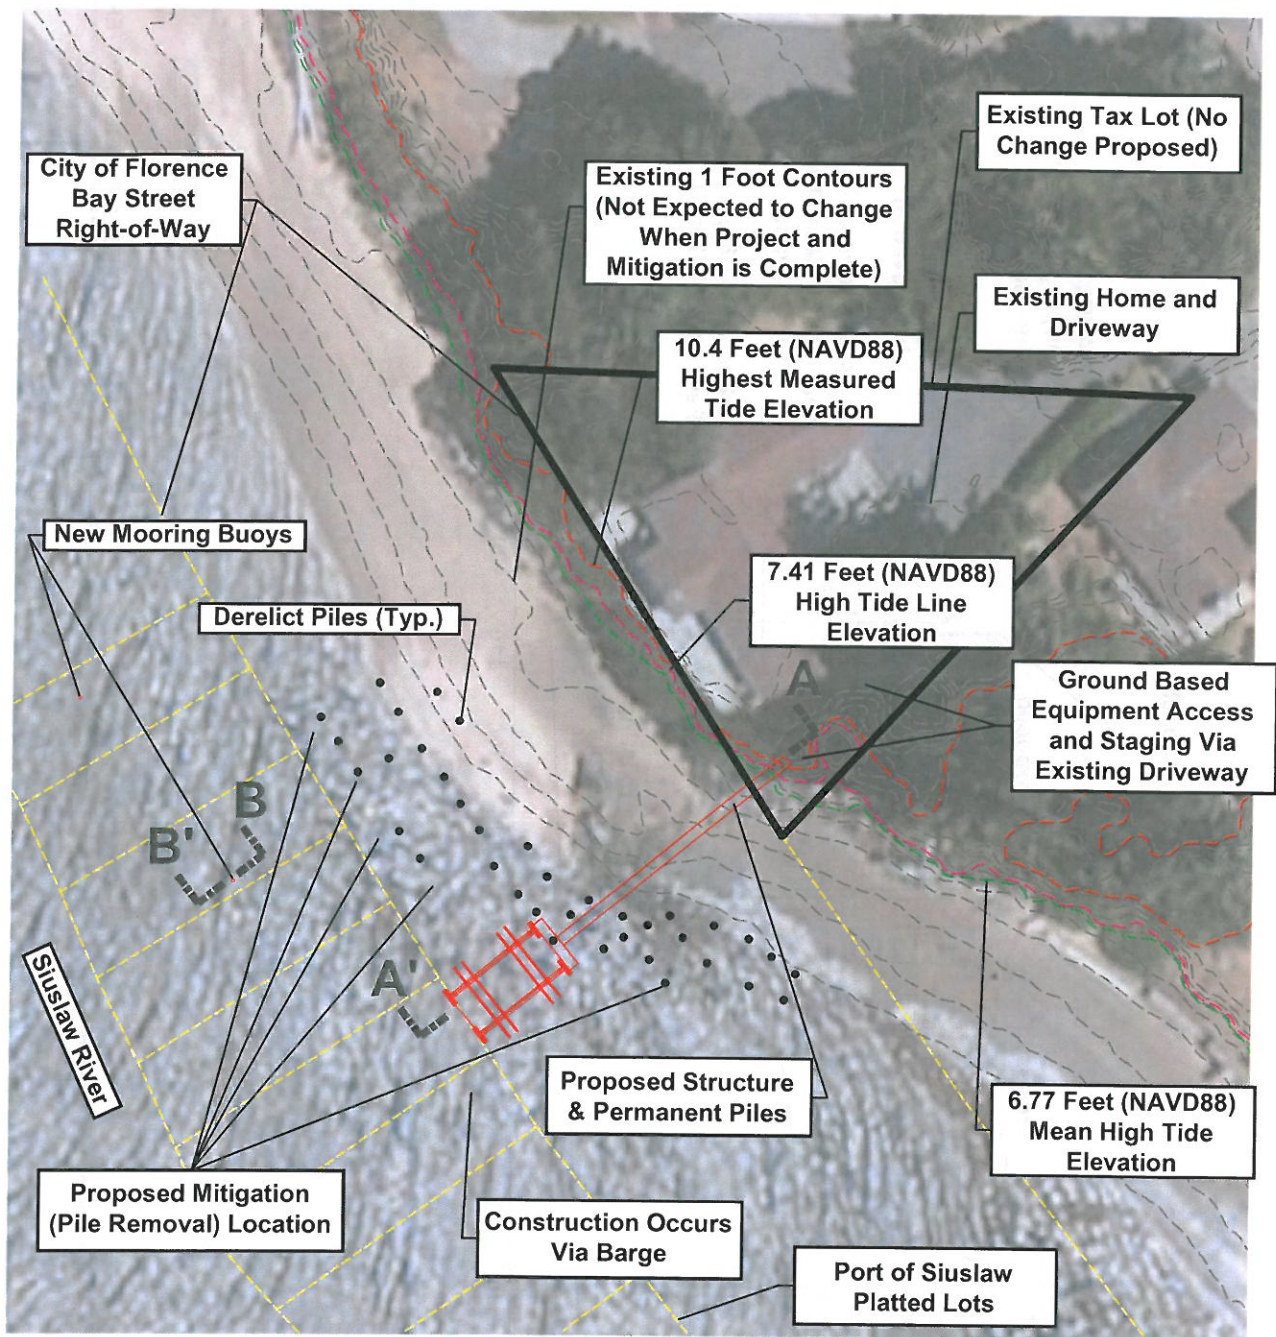 Existing Tax Lot (No
Change Proposed)
City of Florence
Bay Street
Right-of-Way
Existing 1 Foot Contours
(Not Expected to Change
When Project and
Mitigation is Complete)
Existing Home and
Driveway
10.4 Feet (NAVD88)
Highest Measured
Tide Elevation
New Mooring Buoys
7.41 Feet (NAVD88)
High Tide Line
Elevation
Derelict Piles (Typ.)
A
Ground Based
Equipment Access
and Staging Via
Existing Driveway
B
B'
A'
Siuslaw River
Proposed Structure
& Permanent Piles
6.77 Feet (NAVD88)
Mean High Tide
Elevation
Proposed Mitigation
(Pile Removal) Location
Construction Occurs
Via Barge
Port of Siuslaw
Platted Lots